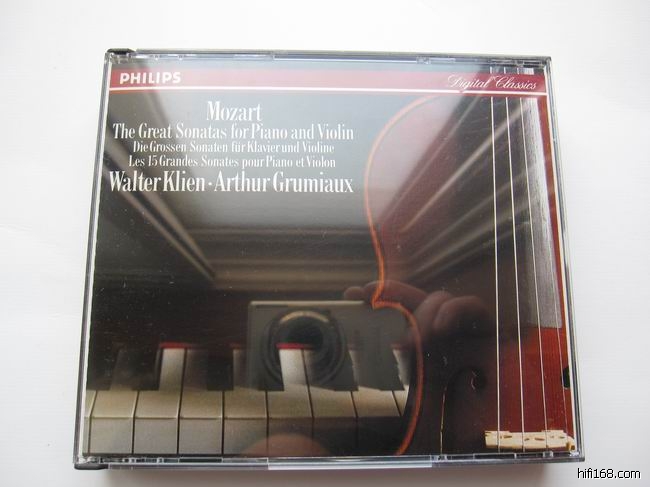 PHILIPS
Digital Classics
Mozart
The Great Sonatas for Piano and Violin
Die Grossen Sonaten für Klavier und Violine
Les 15 Grandes Sonates pour Piano et Violon
Walter Klien · Arthur Grumiaux
hifi168.com